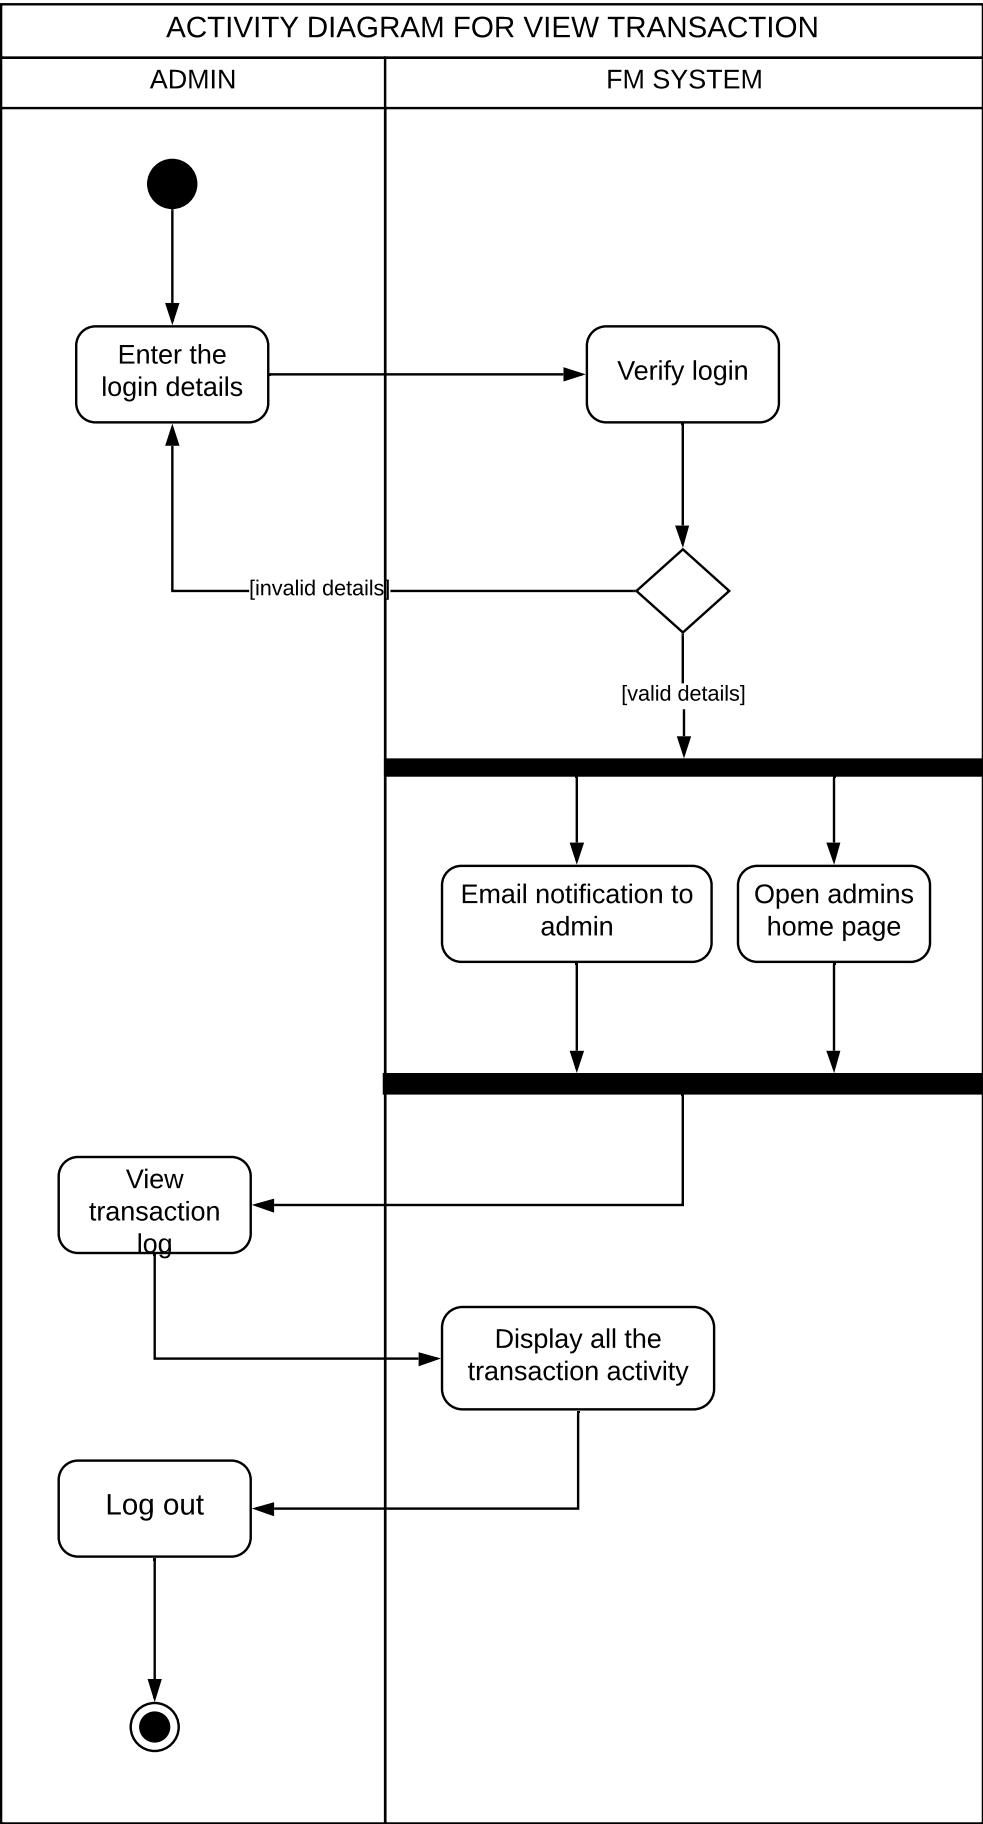 ACTIVITY DIAGRAM FOR VIEW TRANSACTION
ADMIN
FM SYSTEM
Enter the
login details
Verify login
[invalid details]
[valid details]
Email notification to
admin
Open admins
home page
View
transaction
log
Display all the
transaction activity
Log out